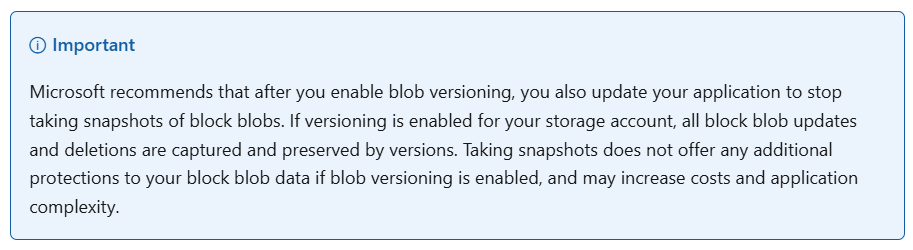 Important
Microsoft recommends that after you enable blob versioning, you also update your application to stop
taking snapshots of block blobs. If versioning is enabled for your storage account, all block blob updates
and deletions are captured and preserved by versions. Taking snapshots does not offer any additional
protections to your block blob data if blob versioning is enabled, and may increase costs and application
complexity.